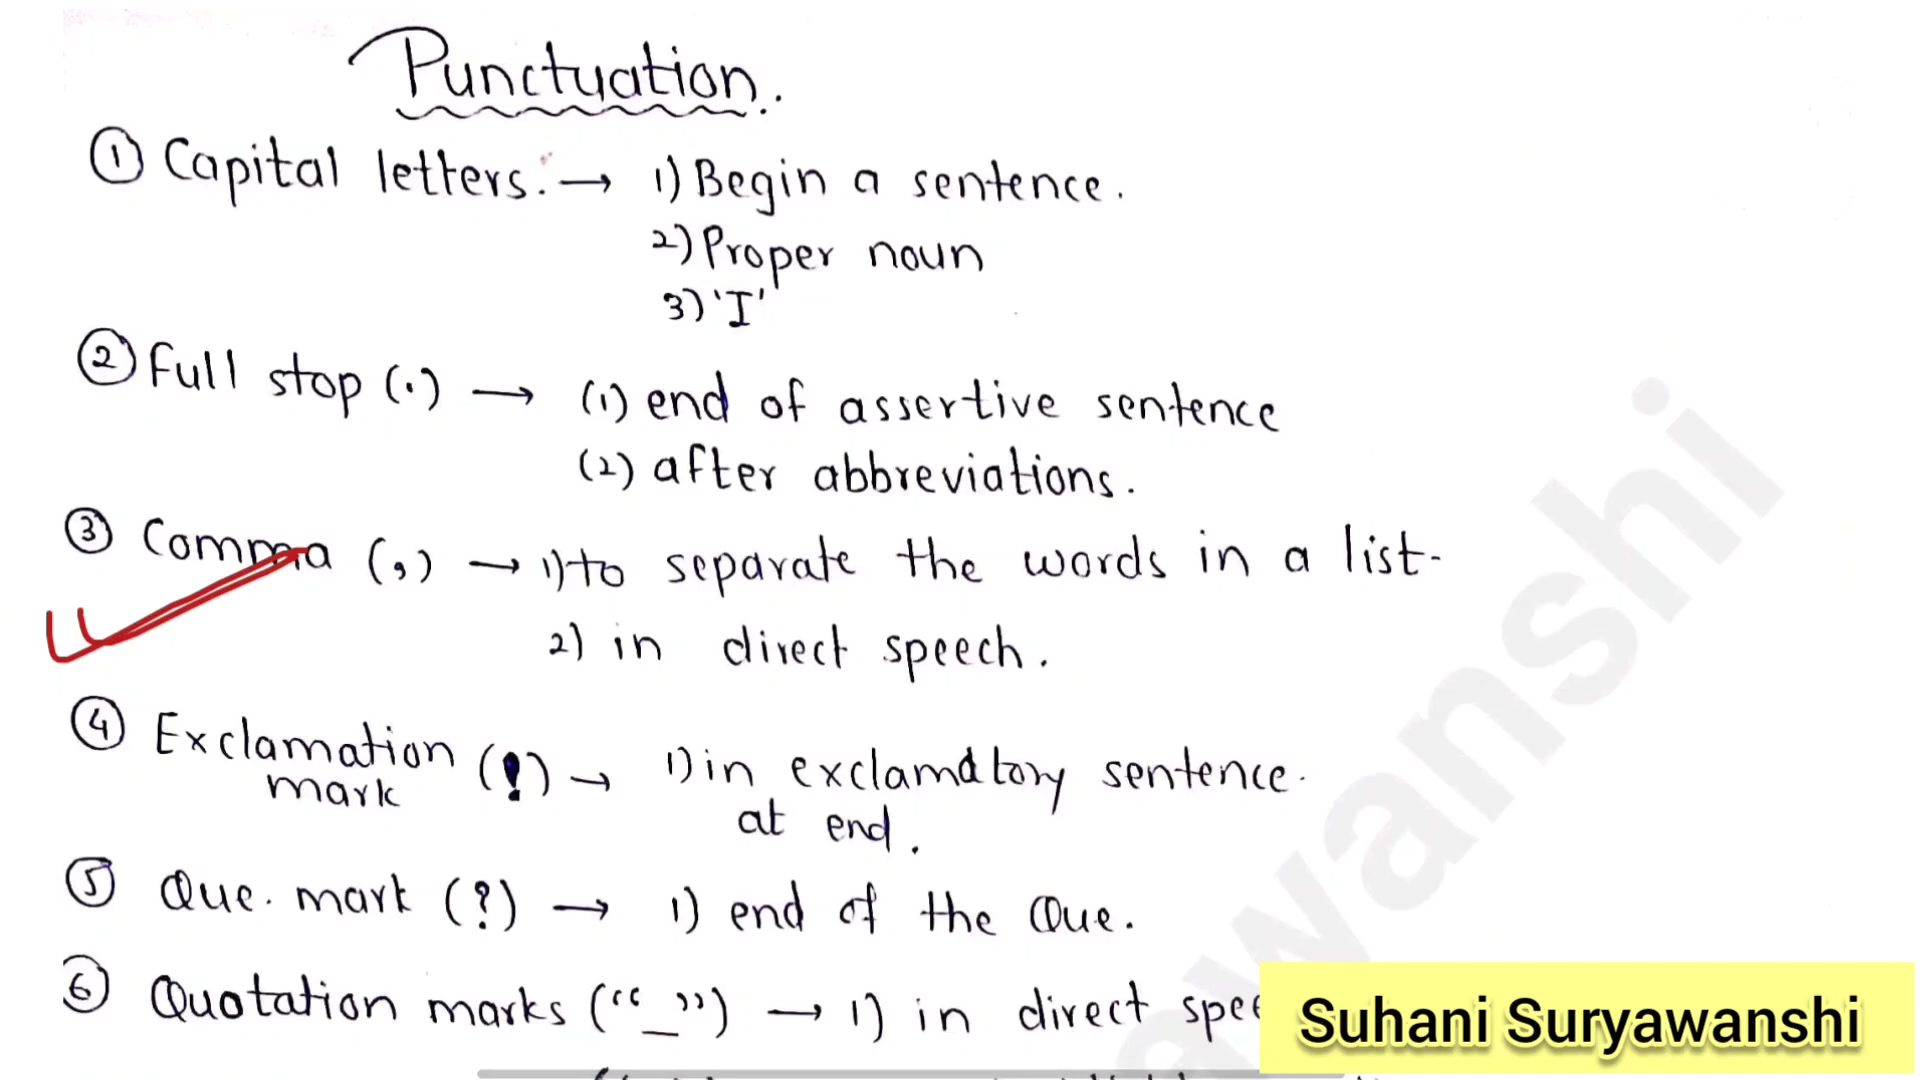 Punctuation.
① Capital letters: → 1) Begin a sentence.
2) Proper noun
3) 'I'
② Full stop (.) → (1) end of assertive sentence
(2) after abbreviations.
③ Comma (,) → 1) to separate the words in a list.
2) in direct speech.
④ Exclamation mark (!) → 1) in exclamatory sentence.
at end.
⑤ Que. mark (?) → 1) end of the Que.
⑥ Quotation marks (“_”) → 1) in direct
Suhani Suryawanshi
wanshi